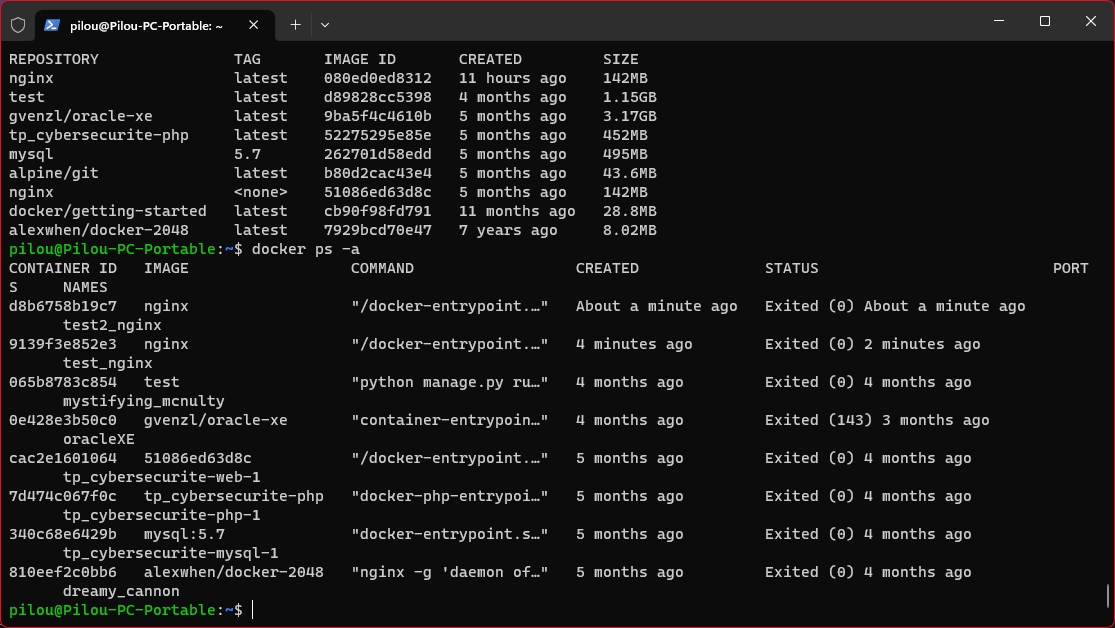 pilou@Pilou-PC-Portable: ~
REPOSITORY TAG IMAGE ID CREATED SIZE
nginx latest 080ed0ed8312 11 hours ago 142MB
test latest d89828cc5398 4 months ago 1.15GB
gvenzl/oracle-xe latest 9ba5f4c4610b 5 months ago 3.17GB
tp_cybersecurite-php latest 52275295e85e 5 months ago 452MB
mysql 5.7 262701d58edd 5 months ago 495MB
alpine/git latest b80d2cac43e4 5 months ago 43.6MB
nginx <none> 51086ed63d8c 5 months ago 142MB
docker/getting-started latest cb90f98fd791 11 months ago 28.8MB
alexwhen/docker-2048 latest 7929bcd70e47 7 years ago 8.02MB
pilou@Pilou-PC-Portable:~$ docker ps -a
CONTAINER ID IMAGE COMMAND CREATED STATUS PORT
S NAMES
d8b6758b19c7 nginx "/docker-entrypoint.…" About a minute ago Exited (0) About a minute ago
test2_nginx
9139f3e852e3 nginx "/docker-entrypoint.…" 4 minutes ago Exited (0) 2 minutes ago
test_nginx
065b8783c854 test "python manage.py ru…" 4 months ago Exited (0) 4 months ago
mystifying_mcnulty
0e428e3b50c0 gvenzl/oracle-xe "container-entrypoin…" 4 months ago Exited (143) 3 months ago
oracleXE
cac2e1601064 51086ed63d8c "/docker-entrypoint.…" 5 months ago Exited (0) 4 months ago
tp_cybersecurite-web-1
7d474c067f0c tp_cybersecurite-php "docker-php-entrypoi…" 5 months ago Exited (0) 4 months ago
tp_cybersecurite-php-1
340c68e6429b mysql:5.7 "docker-entrypoint.s…" 5 months ago Exited (0) 4 months ago
tp_cybersecurite-mysql-1
810eef2c0bb6 alexwhen/docker-2048 "nginx -g 'daemon of…" 5 months ago Exited (0) 4 months ago
dreamy_cannon
pilou@Pilou-PC-Portable:~$